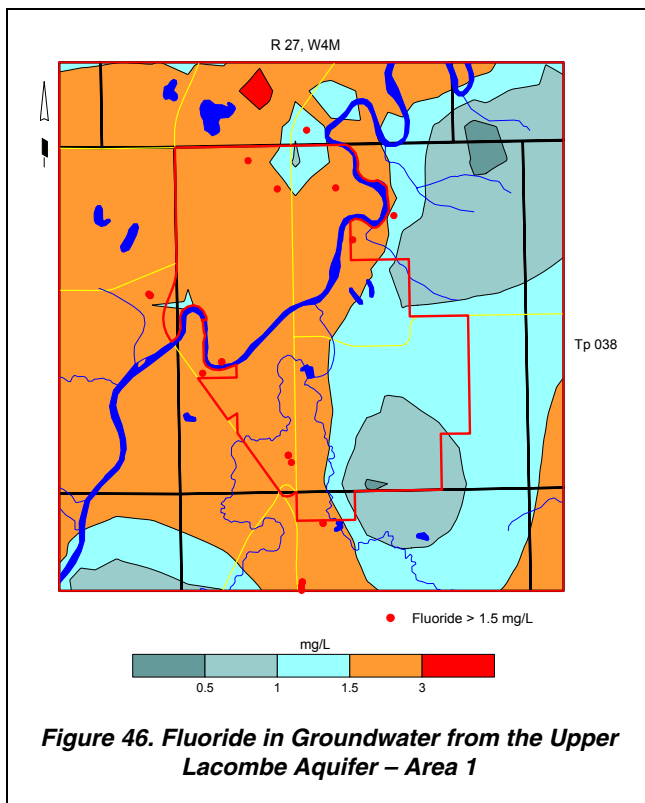 R 27, W4M
Tp 038
Fluoride > 1.5 mg/L
mg/L
0.5 1 1.5 3
Figure 46. Fluoride in Groundwater from the Upper
Lacombe Aquifer – Area 1